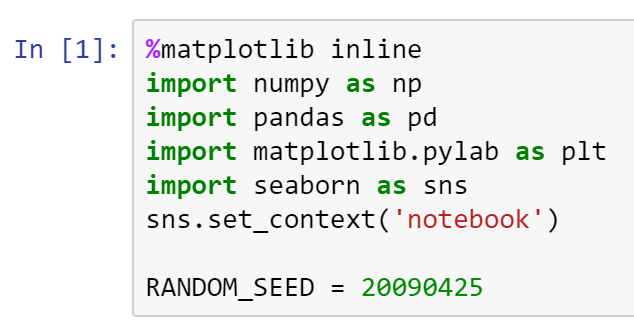 In [1]: %matplotlib inline
import numpy as np
import pandas as pd
import matplotlib.pylab as plt
import seaborn as sns
sns.set_context('notebook')
RANDOM_SEED = 20090425